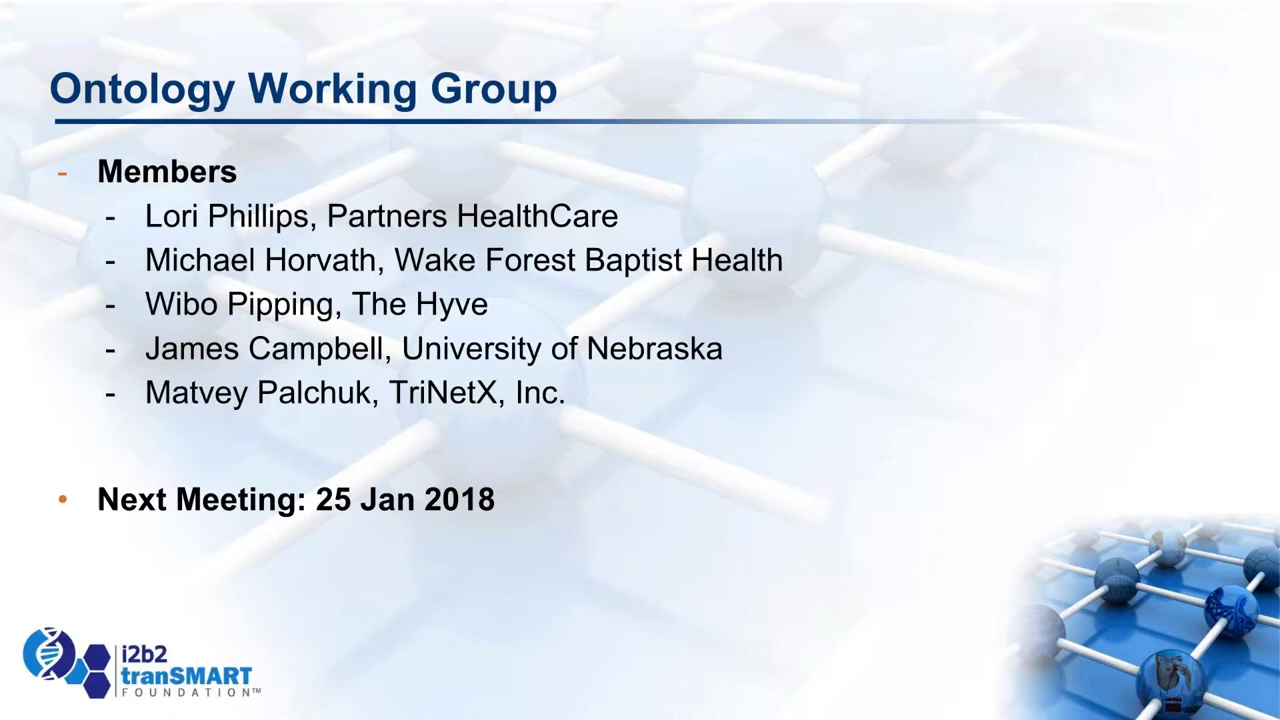 Ontology Working Group
- Members
- Lori Phillips, Partners HealthCare
- Michael Horvath, Wake Forest Baptist Health
- Wibo Pipping, The Hyve
- James Campbell, University of Nebraska
- Matvey Palchuk, TriNetX, Inc.
• Next Meeting: 25 Jan 2018
i2b2
tranSMART
FOUNDATION™